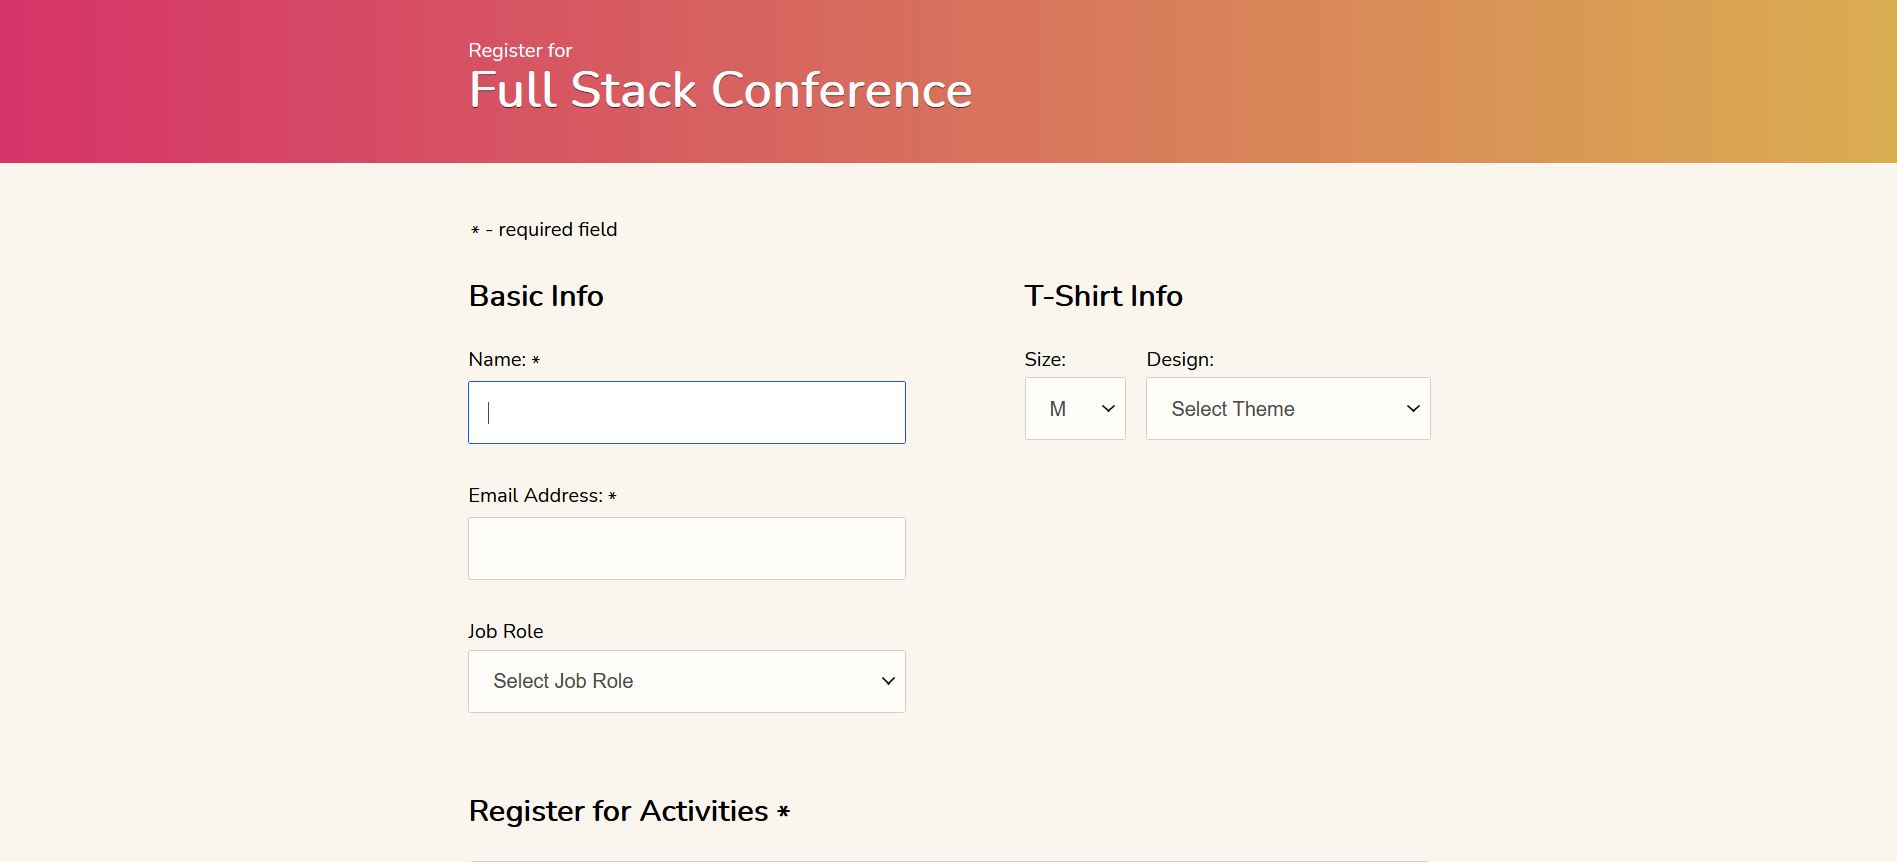 Register for
Full Stack Conference
* - required field
Basic Info
Name: *
Email Address: *
Job Role
Select Job Role
T-Shirt Info
Size:
M
Design:
Select Theme
Register for Activities *